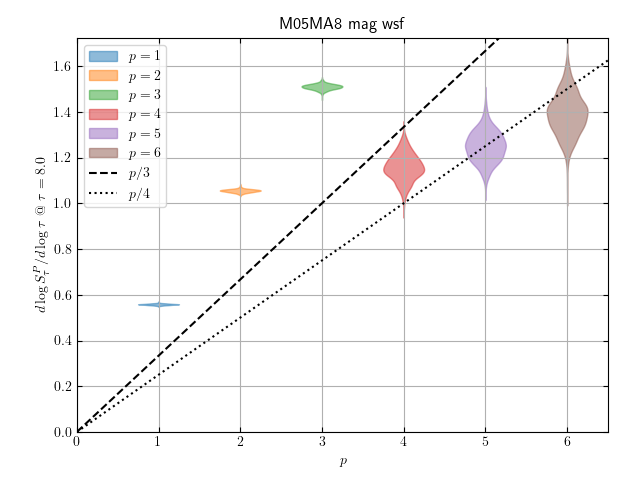 M05MA8 mag wsf
p = 1
p = 2
p = 3
p = 4
p = 5
p = 6
p/3
p/4
d log S_τ^P / d log τ @ τ = 8.0
1.6
1.4
1.2
1.0
0.8
0.6
0.4
0.2
0.0
0 1 2 3 4 5 6
p